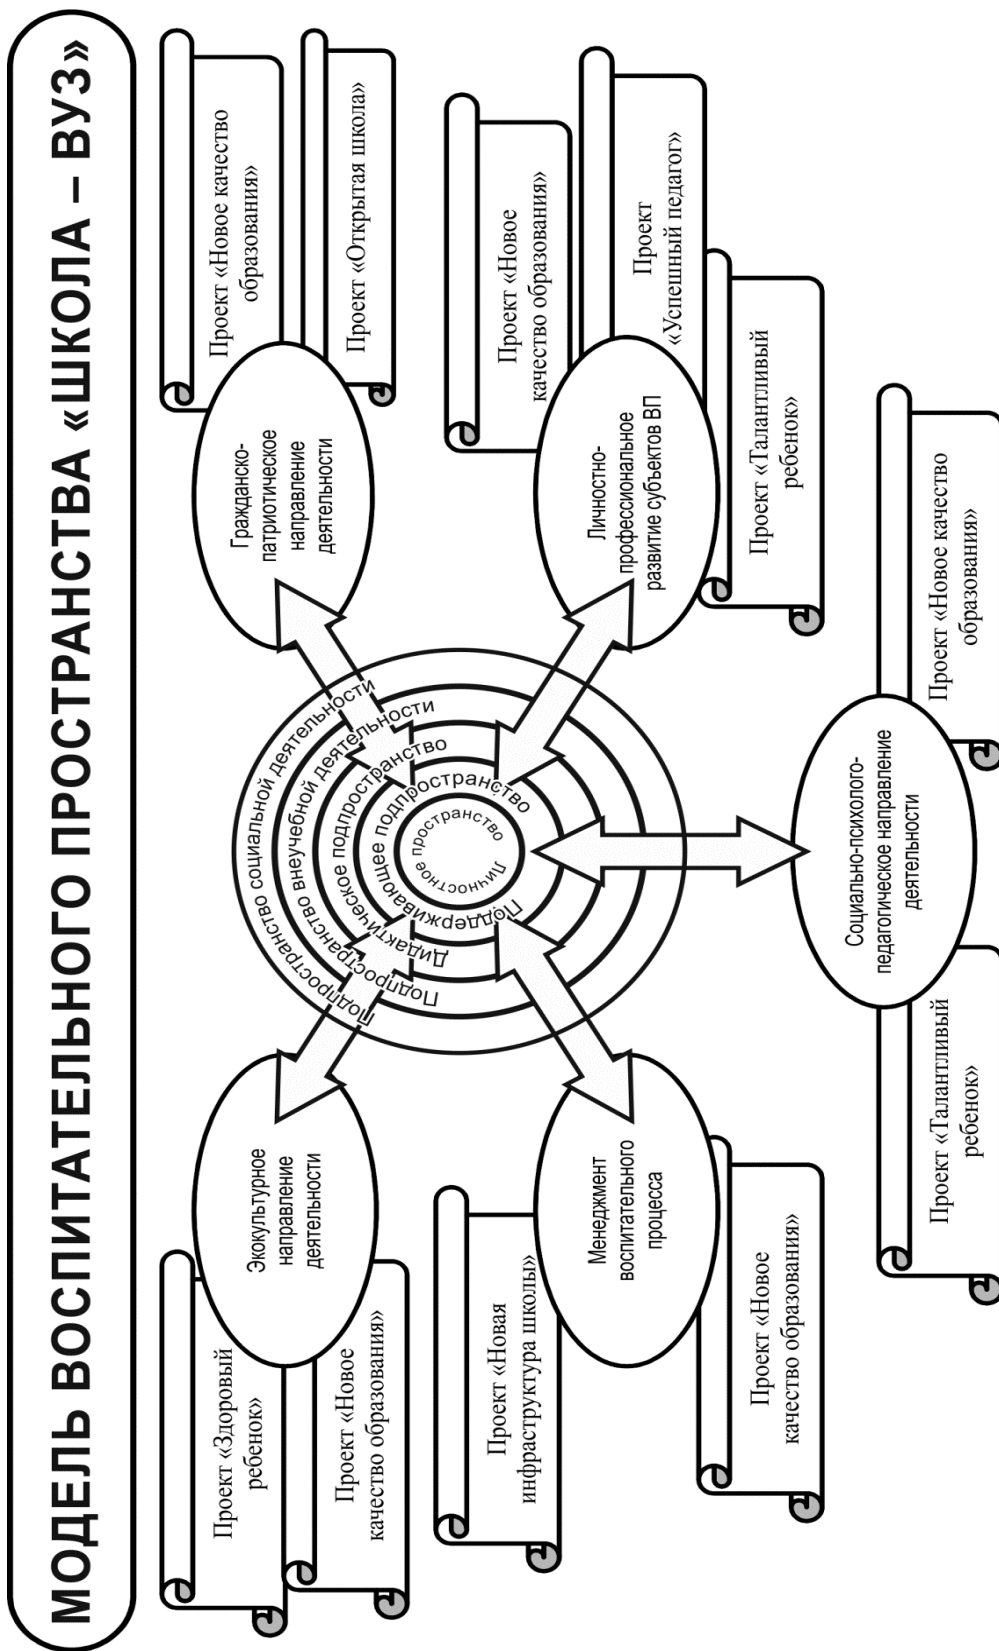 МОДЕЛЬ ВОСПИТАТЕЛЬНОГО ПРОСТРАНСТВА «ШКОЛА – ВУЗ»
Проект «Здоровый
ребенок»
Проект «Новое
качество образования»
Экокультурное
направление
деятельности
Подпространство социальной деятельности
Подпространство внеучебной деятельности
Дидактическое подпространство
Поддерживающее подпространство
Личностное пространство
Гражданско-
патриотическое
направление
деятельности
Проект «Новое качество
образования»
Проект «Открытая школа»
Проект «Новая
инфраструктура школы»
Менеджмент
воспитательного
процесса
Проект «Новое
качество образования»
Личностно-
профессиональное
развитие субъектов ВП
Проект «Новое
качество образования»
Проект
«Успешный педагог»
Проект «Талантливый
ребенок»
Проект «Талантливый
ребенок»
Социально-психолого-
педагогическое направление
деятельности
Проект «Новое качество
образования»